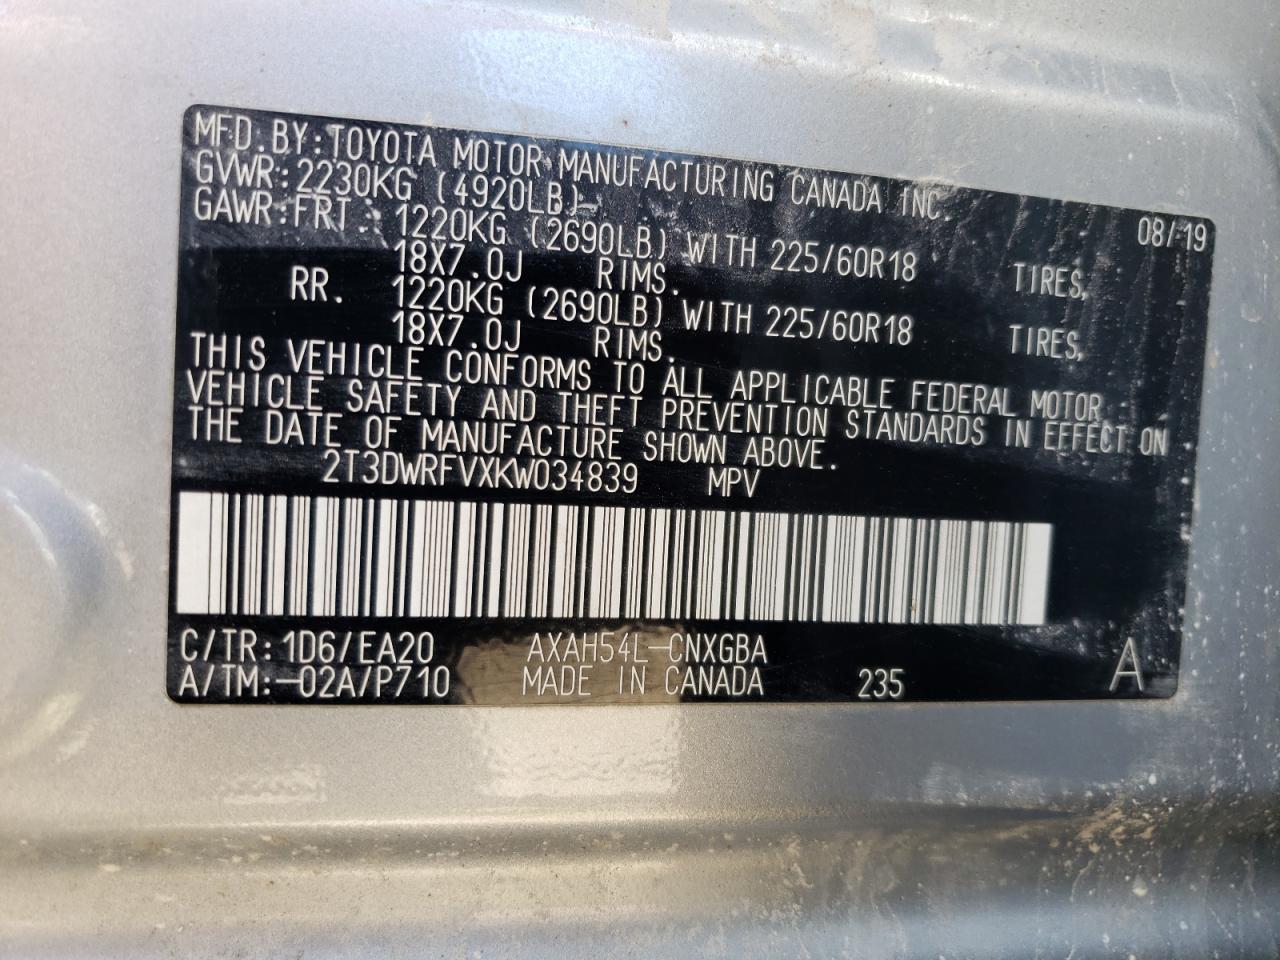 MFD. BY: TOYOTA MOTOR MANUFACTURING CANADA INC. 08/19
GVWR: 2230KG (4920LB)
GAWR: FRT. 1220KG (2690LB) WITH 225/60R18 TIRES,
18X7.0J RIMS.
RR. 1220KG (2690LB) WITH 225/60R18 TIRES,
18X7.0J RIMS.
THIS VEHICLE CONFORMS TO ALL APPLICABLE FEDERAL MOTOR
VEHICLE SAFETY AND THEFT PREVENTION STANDARDS IN EFFECT ON
THE DATE OF MANUFACTURE SHOWN ABOVE.
2T3DWRFVXKW034839 MPV
C/TR: 1D6/EA20 AXAH54L-CNXGBA
A/TM: -02A/P710 MADE IN CANADA 235 A